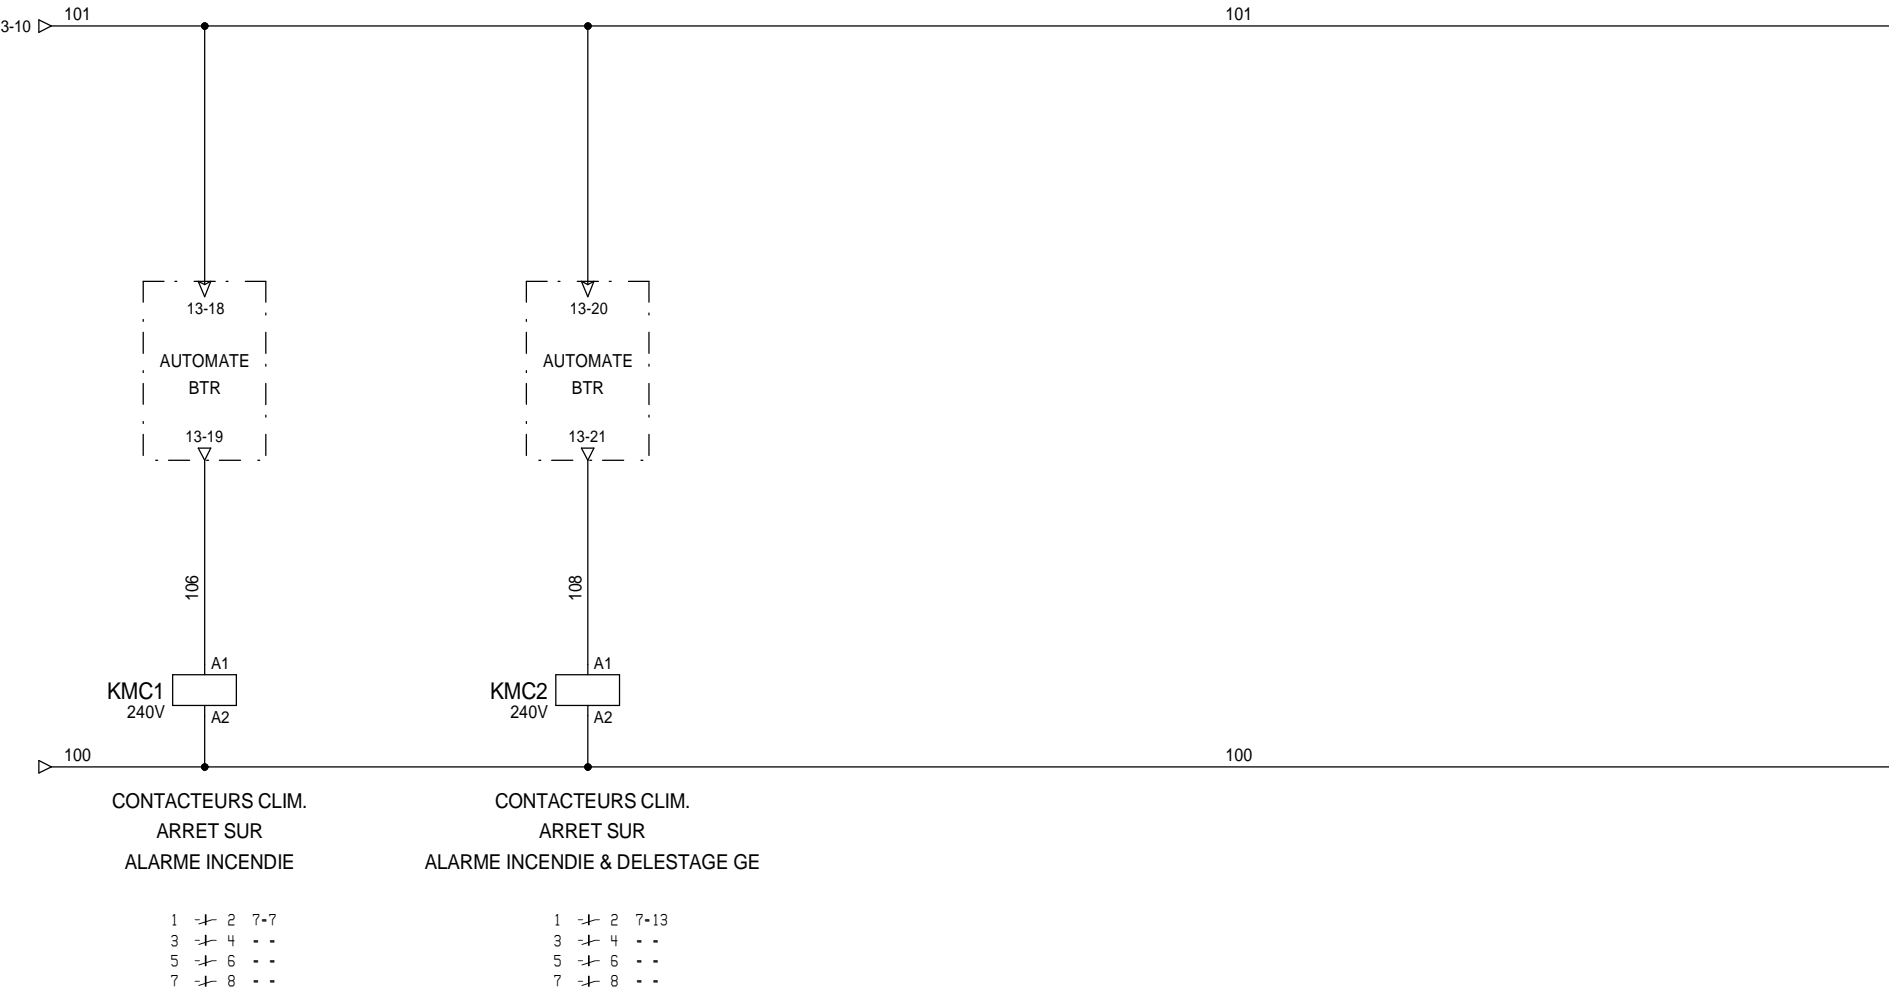 101
101
3-10
13-18
13-20
AUTOMATE
BTR
AUTOMATE
BTR
13-19
13-21
106
108
A1
A1
KMC1
240V
KMC2
240V
A2
A2
100
100
CONTACTEURS CLIM.
ARRET SUR
ALARME INCENDIE
CONTACTEURS CLIM.
ARRET SUR
ALARME INCENDIE & DELESTAGE GE
1 2 7-7
3 4 - -
5 6 - -
7 8 - -
1 2 7-13
3 4 - -
5 6 - -
7 8 - -